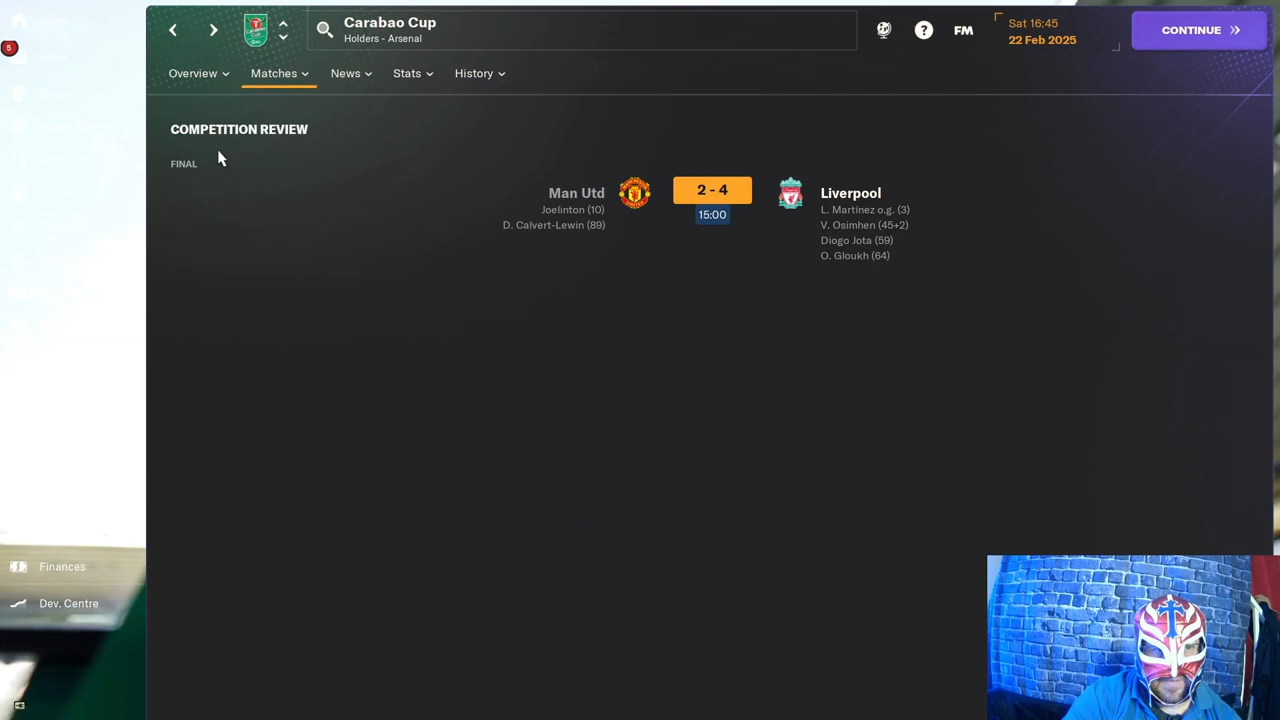 Carabao Cup
Holders - Arsenal
FM
Sat 16:45
22 Feb 2025
CONTINUE
5
Overview
Matches
News
Stats
History
COMPETITION REVIEW
FINAL
Man Utd
2 - 4
Liverpool
Joelinton (10)
15:00
L. Martínez o.g. (3)
D. Calvert-Lewin (89)
V. Osimhen (45+2)
Diogo Jota (59)
O. Gloukh (64)
Finances
Dev. Centre